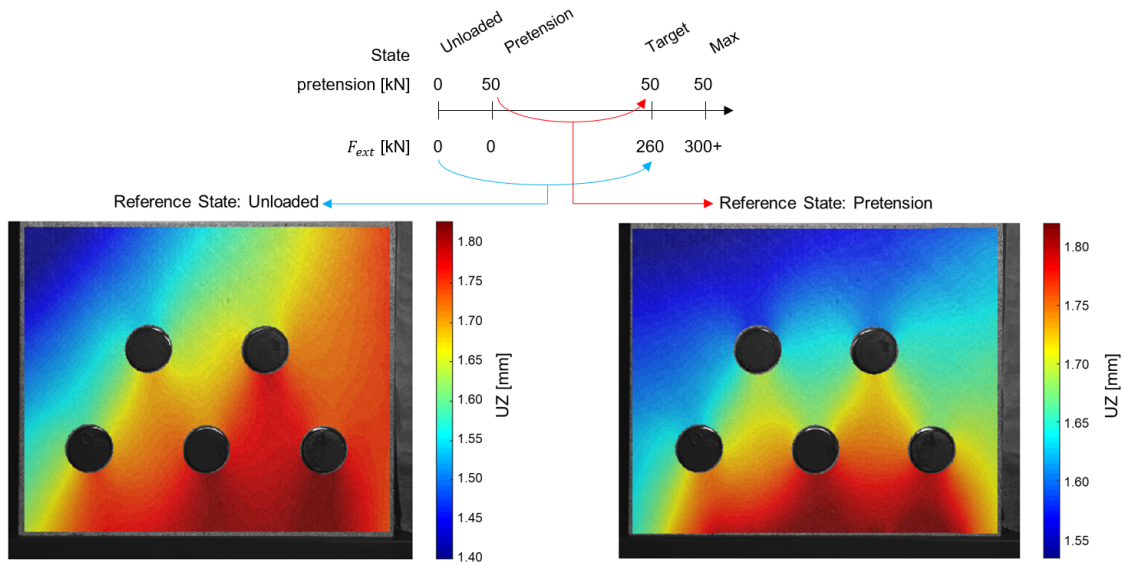 Unloaded Pretension Target Max
State
pretension [kN] 0 50 50 50
F_ext [kN] 0 0 260 300+
Reference State: Unloaded Reference State: Pretension
1.80
1.75
1.70
1.65
1.60
1.55
1.50
1.45
1.40
UZ [mm]
1.80
1.75
1.70
1.65
1.60
1.55
UZ [mm]